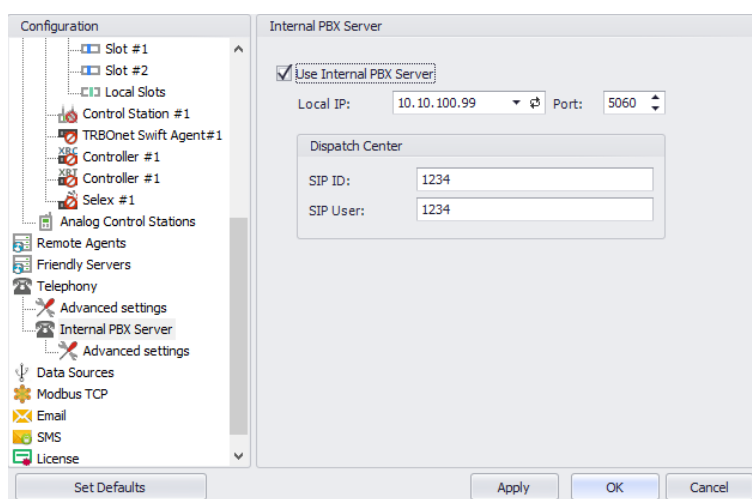 Configuration
Slot #1
Slot #2
Local Slots
Control Station #1
TRBOnet Swift Agent#1
XRC
Controller #1
XRT
Controller #1
Selex #1
Analog Control Stations
Remote Agents
Friendly Servers
Telephony
Advanced settings
Internal PBX Server
Advanced settings
Data Sources
Modbus TCP
Email
SMS
License
Set Defaults
Internal PBX Server
Use Internal PBX Server
Local IP: 10.10.100.99 Port: 5060
Dispatch Center
SIP ID: 1234
SIP User: 1234
Apply OK Cancel